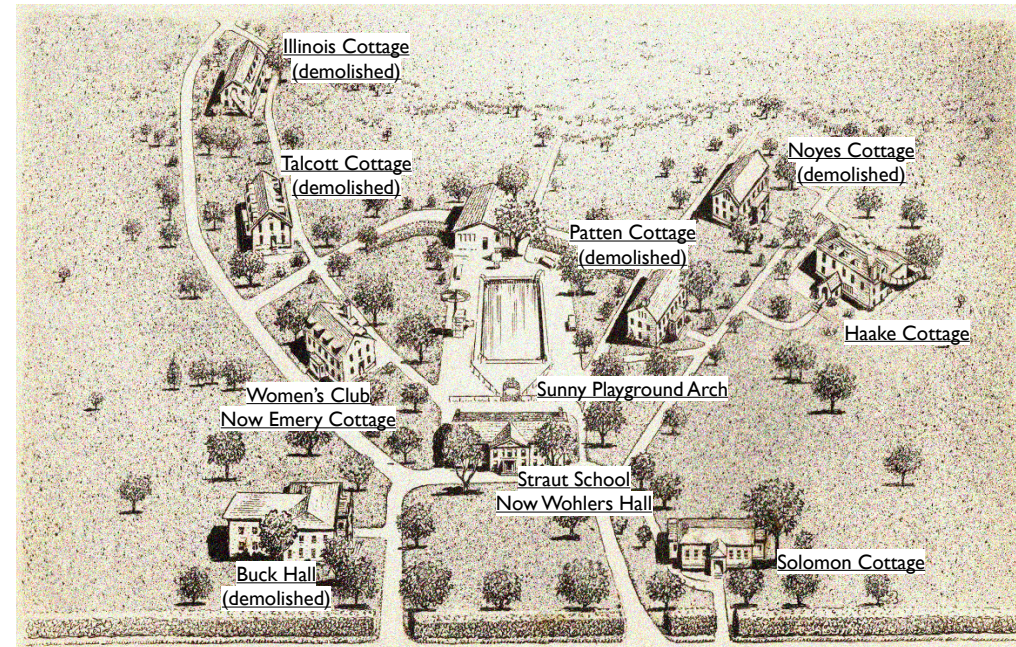 Illinois Cottage
(demolished)
Talcott Cottage
(demolished)
Noyes Cottage
(demolished)
Patten Cottage
(demolished)
Haake Cottage
Sunny Playground Arch
Women's Club
Now Emery Cottage
Straut School
Now Wohlers Hall
Solomon Cottage
Buck Hall
(demolished)